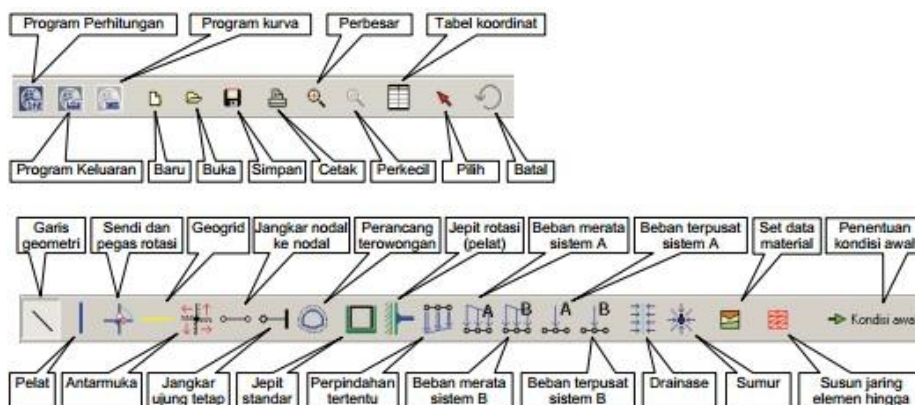 Program Perhitungan
Program kurva
Perbesar
Tabel koordinat
Program Keluaran
Baru
Buka
Simpan
Cetak
Perkecil
Pilih
Batal
Garis
geometri
Sendi dan
pegas rotasi
Geogrid
Jangkar nodal
ke nodal
Perancang
terowongan
Jepit rotasi
(pelat)
Beban merata
sistem A
Beban terpusat
sistem A
Set data
material
Penentuan
kondisi awal
A
B
A
B
Kondisi awa
Pelat
Antarmuka
Jangkar
ujung tetap
Jepit
standar
Perpindahan
tertentu
Beban merata
sistem B
Beban terpusat
sistem B
Drainase
Sumur
Susun jaring
elemen hingga